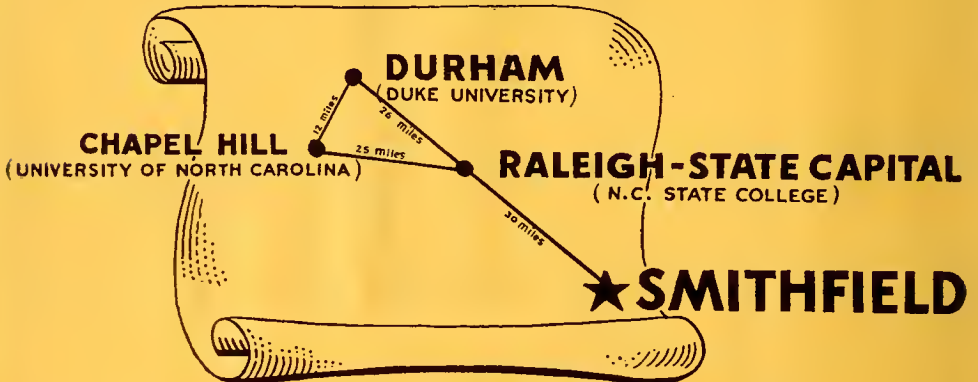 DURHAM
(DUKE UNIVERSITY)
12 miles
26 miles
CHAPEL HILL
(UNIVERSITY OF NORTH CAROLINA)
25 miles
RALEIGH-STATE CAPITAL
(N.C. STATE COLLEGE)
30 miles
SMITHFIELD